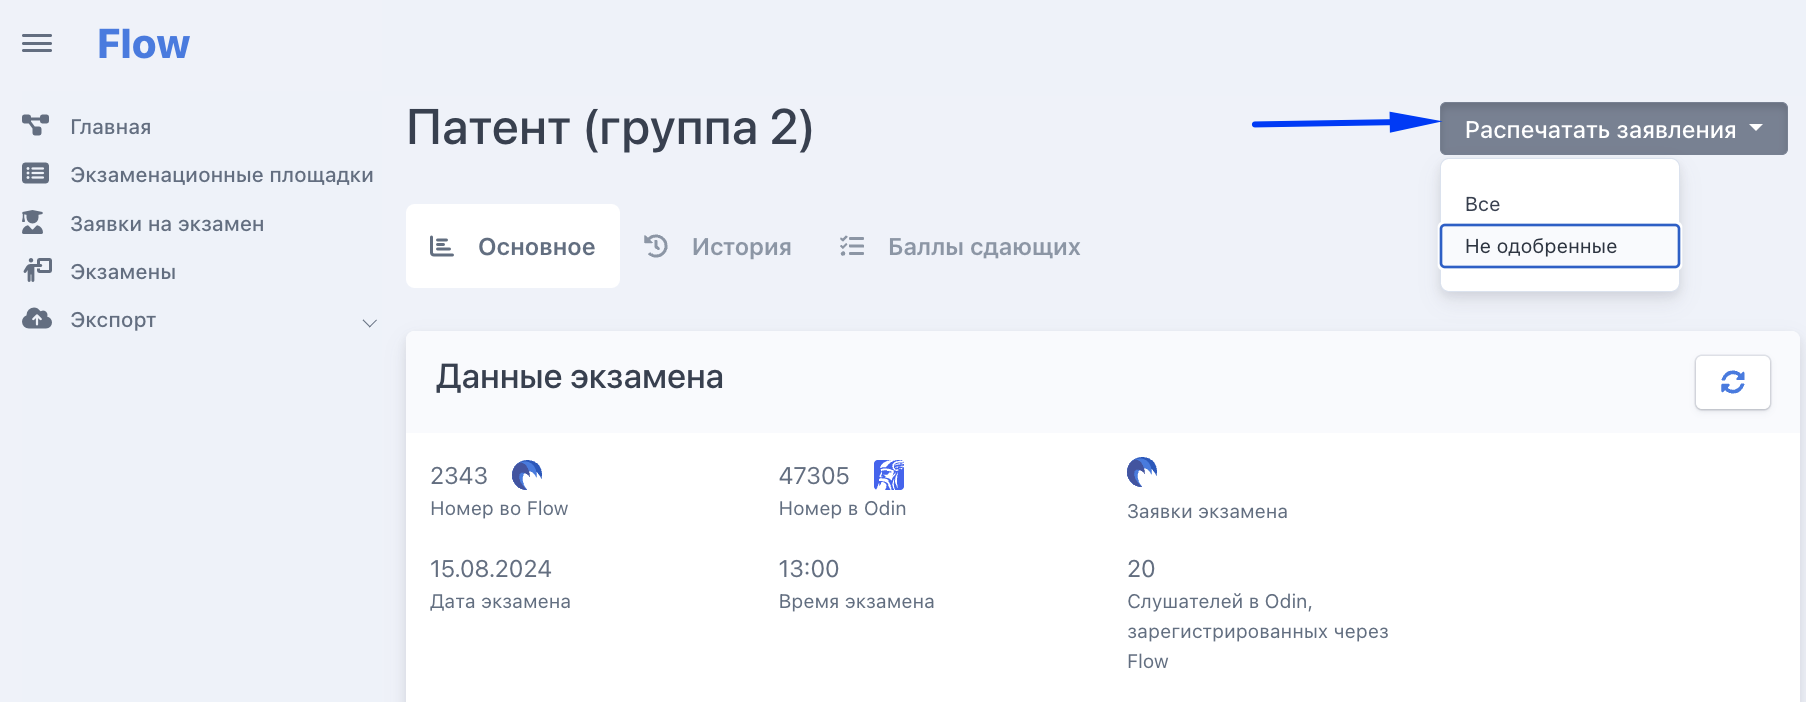 Flow
Главная
Экзаменационные площадки
Заявки на экзамен
Экзамены
Экспорт
Патент (группа 2)
Распечатать заявления
Все
Не одобренные
Основное
История
Баллы сдающих
Данные экзамена
2343
Номер во Flow
47305
Номер в Odin
Заявки экзамена
15.08.2024
Дата экзамена
13:00
Время экзамена
20
Слушателей в Odin,
зарегистрированных через
Flow